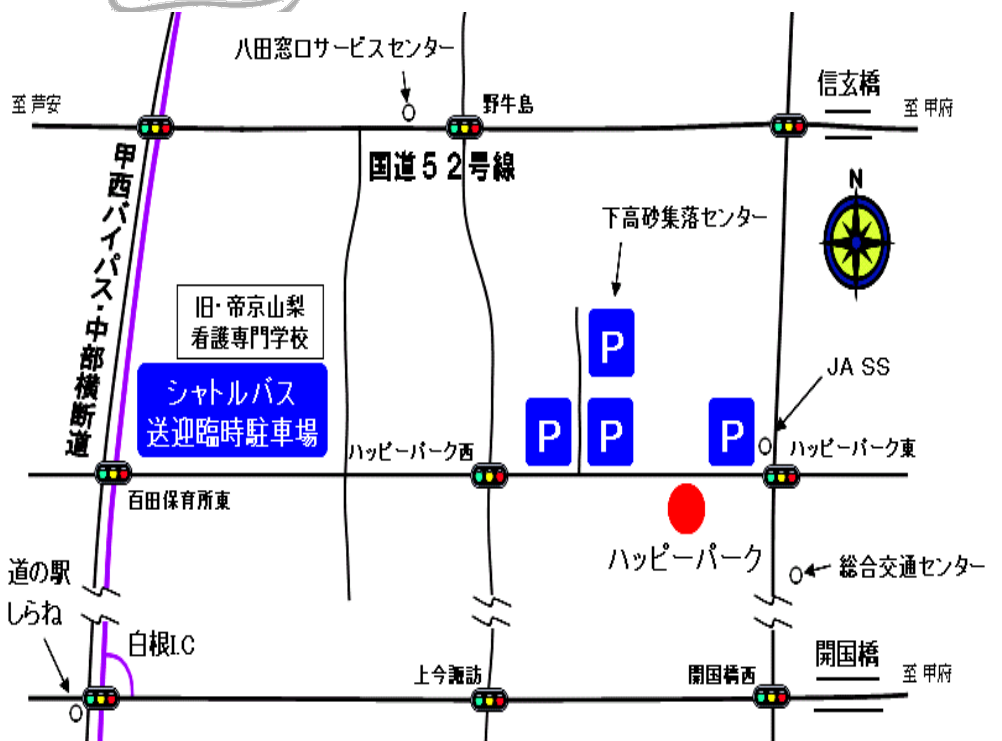 八田窓口サービスセンター
信玄橋
至 芦安
野牛島
至 甲府
国道52号線
甲西バイパス・中部横断道
N
下高砂集落センター
旧・帝京山梨
看護専門学校
P
JA SS
シャトルバス
送迎臨時駐車場
P
P
P
ハッピーパーク西
ハッピーパーク東
百田保育所東
ハッピーパーク
総合交通センター
道の駅
しらね
白根I.C
開国橋
上今諏訪
開国橋西
至 甲府